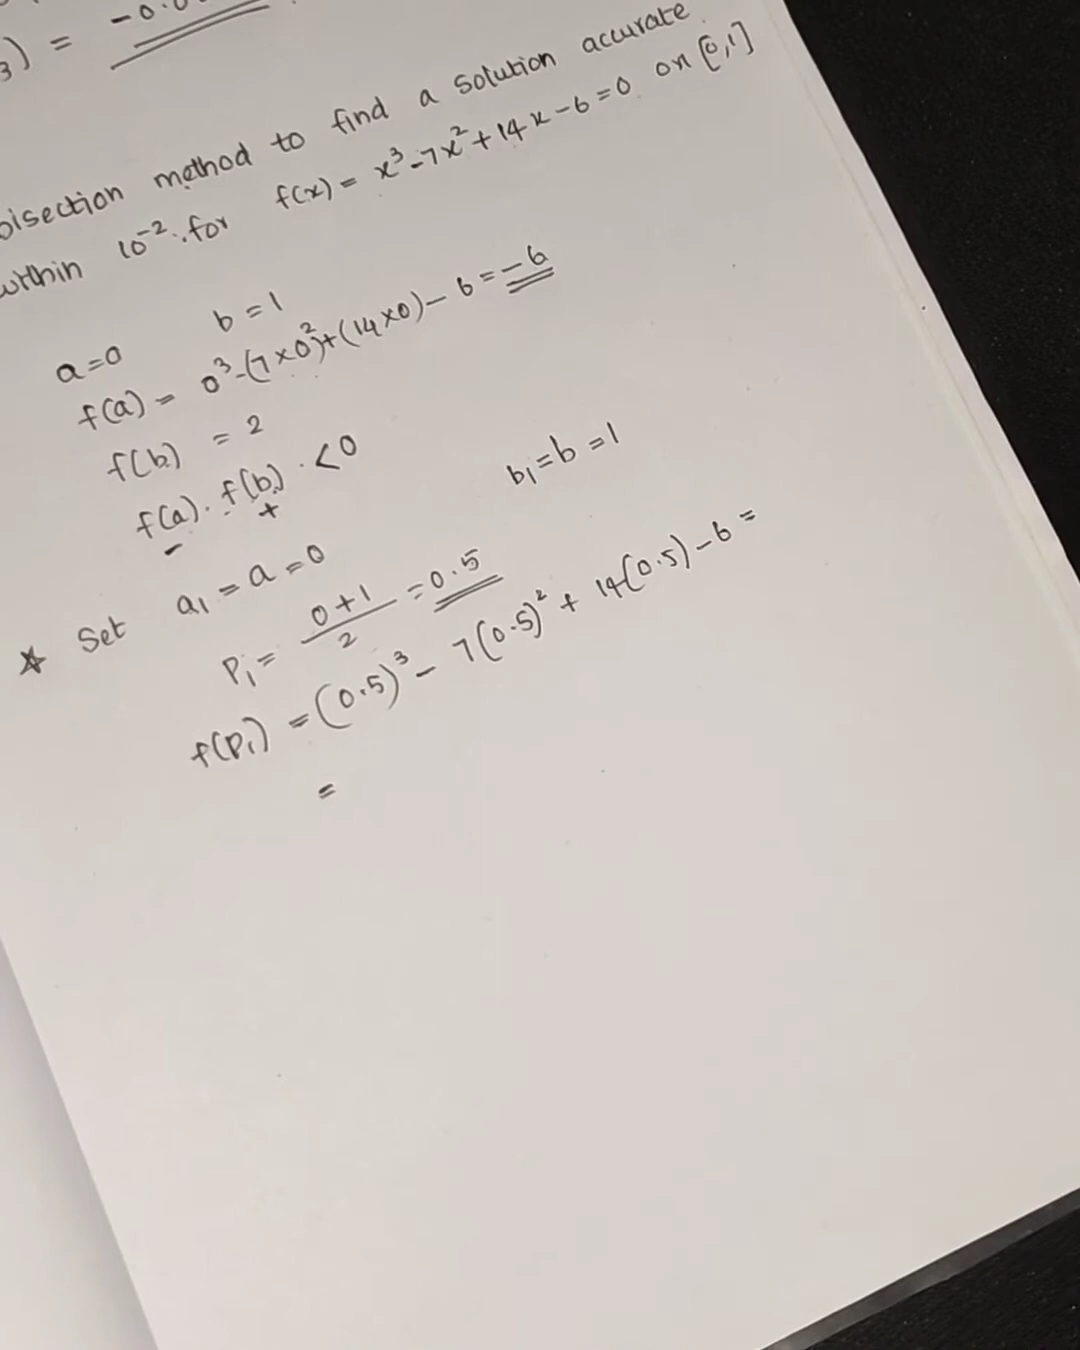 3) = -0.0
bisection method to find a solution accurate
within 10⁻². for f(x) = x³-7x²+14x-6=0 on [0,1]
a=0 b=1
f(a) = 0³-(7×0²)+(14×0)-6=-6
f(b) = 2
f(a). f(b). <0
- +
* Set a₁=a=0 b₁=b=1
P₁= 0+1/2 =0.5
f(P₁) =(0.5)³- 7(0.5)² + 14(0.5)-6 =
=